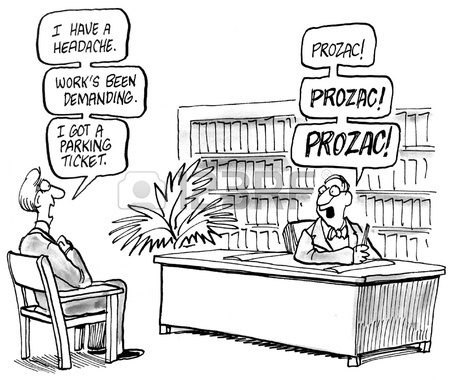 I HAVE A
HEADACHE.
WORK'S BEEN
DEMANDING.
I GOT A
PARKING
TICKET.
PROZAC!
PROZAC!
PROZAC!